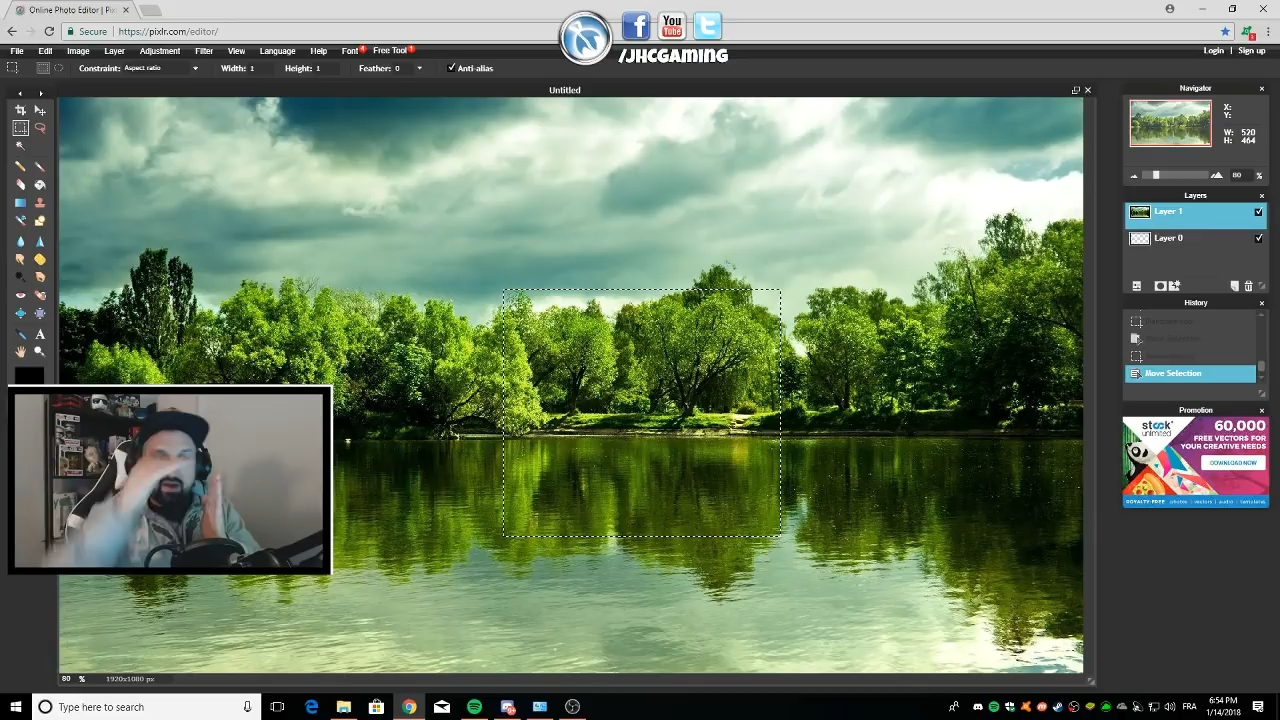 Online Photo Editor | Pix
Secure
https://pixlr.com/editor/
/JHCGAMING
You
Tube
File Edit Image Layer Adjustment Filter View Language Help Font Free Tool
Login Sign up
Constraint: Aspect ratio Width: 1 Height: 1 Feather: 0 Anti-alias
Untitled
Navigator
X:
Y:
W: 520
H: 464
80 %
Layers
Layer 1
Layer 0
History
Move Selection
Promotion
stock
unlimited
60,000
FREE VECTORS FOR
YOUR CREATIVE NEEDS
DOWNLOAD NOW
80 % 1920x1080 px
Type here to search
FRA
6:54 PM
1/14/2018
A